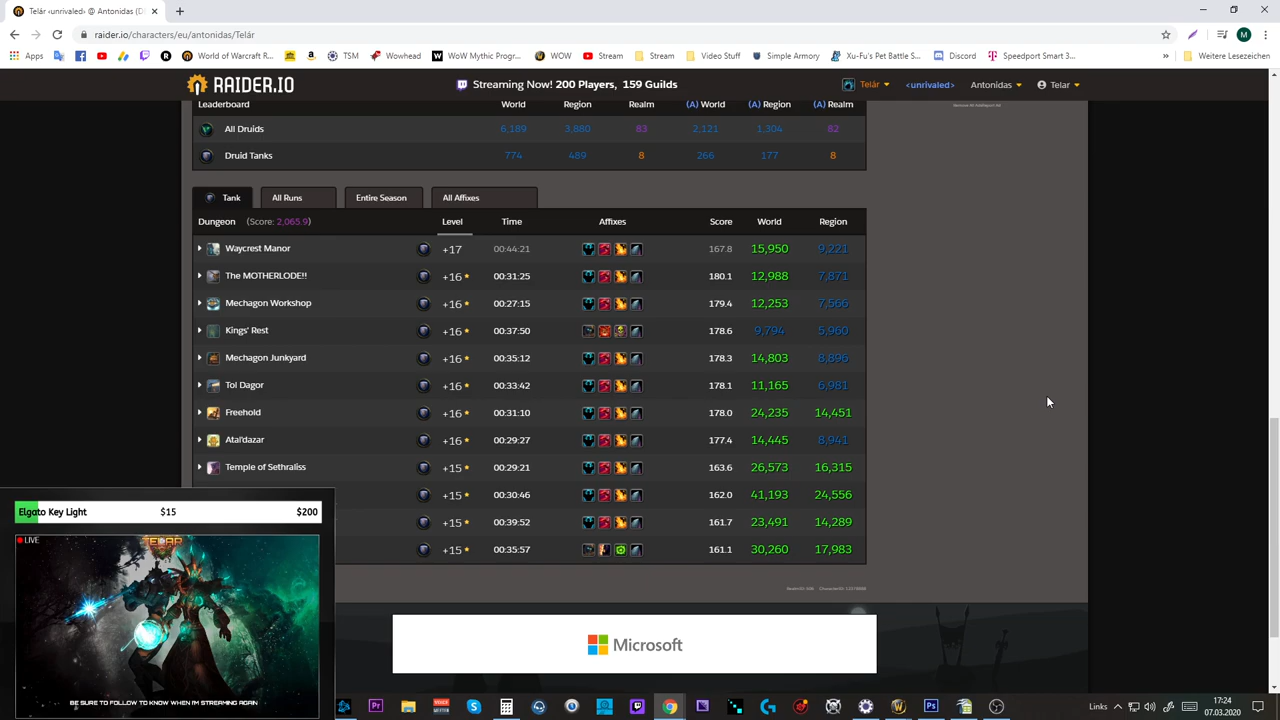 Telár <unrivaled> @ Antonidas (D
raider.io/characters/eu/antonidas/Telár
M
Apps World of Warcraft R... TSM Wowhead WoW Mythic Progr... WOW Stream Stream Video Stuff Simple Armory Xu-Fu's Pet Battle S... Discord Speedport Smart 3... » Weitere Lesezeichen
RAIDER.IO Streaming Now! 200 Players, 159 Guilds Telár <unrivaled> Antonidas Telar
Leaderboard World Region Realm (A) World (A) Region (A) Realm
All Druids 6,189 3,880 83 2,121 1,304 82
Druid Tanks 774 489 8 266 177 8
Tank All Runs Entire Season All Affixes
Dungeon (Score: 2,065.9) Level Time Affixes Score World Region
Waycrest Manor +17 00:44:21 167.8 15,950 9,221
The MOTHERLODE!! +16 00:31:25 180.1 12,988 7,871
Mechagon Workshop +16 00:27:15 179.4 12,253 7,566
Kings' Rest +16 00:37:50 178.6 9,794 5,960
Mechagon Junkyard +16 00:35:12 178.3 14,803 8,896
Tol Dagor +16 00:33:42 178.1 11,165 6,981
Freehold +16 00:31:10 178.0 24,235 14,451
Atal'dazar +16 00:29:27 177.4 14,445 8,941
Temple of Sethraliss +15 00:29:21 163.6 26,573 16,315
+15 00:30:46 162.0 41,193 24,556
+15 00:39:52 161.7 23,491 14,289
+15 00:35:57 161.1 30,260 17,983
Elgato Key Light $15 $200
LIVE
TELAR
BE SURE TO FOLLOW TO KNOW WHEN I'M STREAMING AGAIN
Microsoft
Links 17:24
07.03.2020